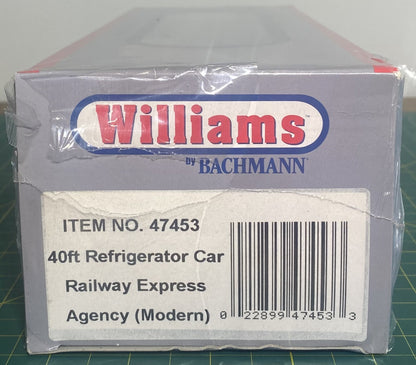 Williams
by BACHMANN
ITEM NO. 47453
40ft Refrigerator Car
Railway Express
Agency (Modern)
0 22899 47453 3